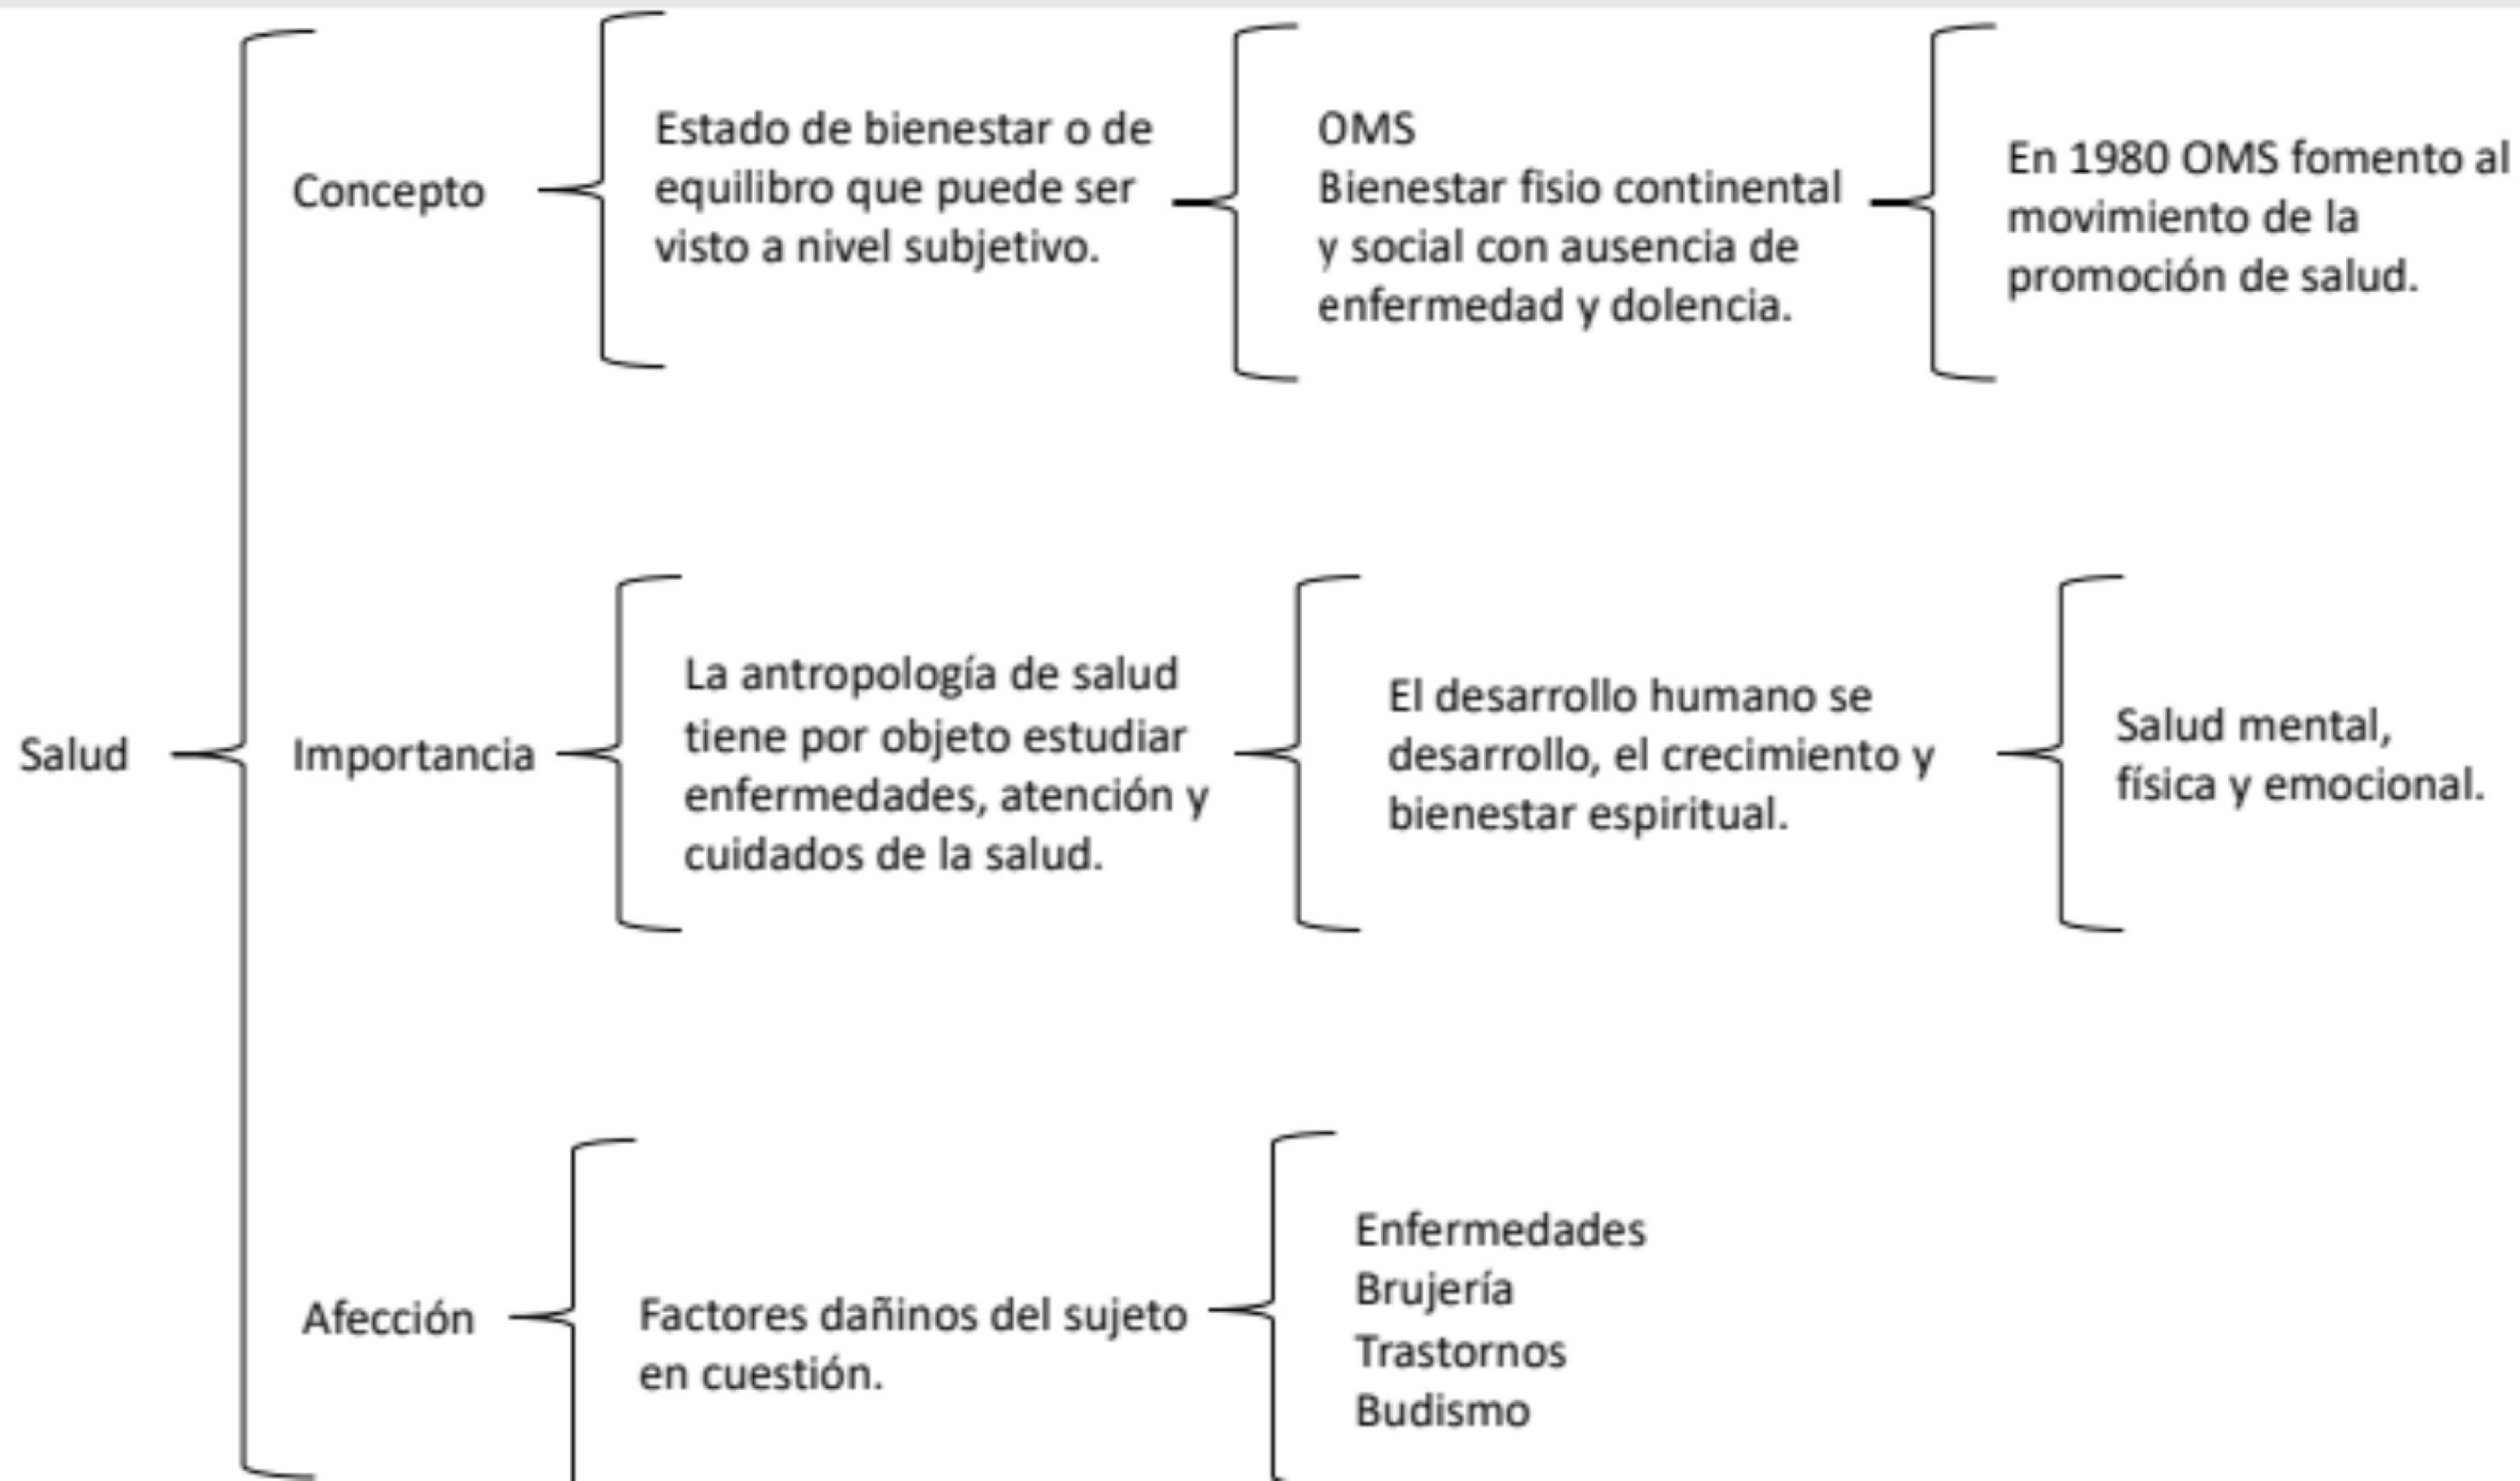 Salud
Concepto
Estado de bienestar o de
equilibro que puede ser
visto a nivel subjetivo.
OMS
Bienestar fisio continental
y social con ausencia de
enfermedad y dolencia.
En 1980 OMS fomento al
movimiento de la
promoción de salud.
Importancia
La antropología de salud
tiene por objeto estudiar
enfermedades, atención y
cuidados de la salud.
El desarrollo humano se
desarrollo, el crecimiento y
bienestar espiritual.
Salud mental,
física y emocional.
Afección
Factores dañinos del sujeto
en cuestión.
Enfermedades
Brujería
Trastornos
Budismo